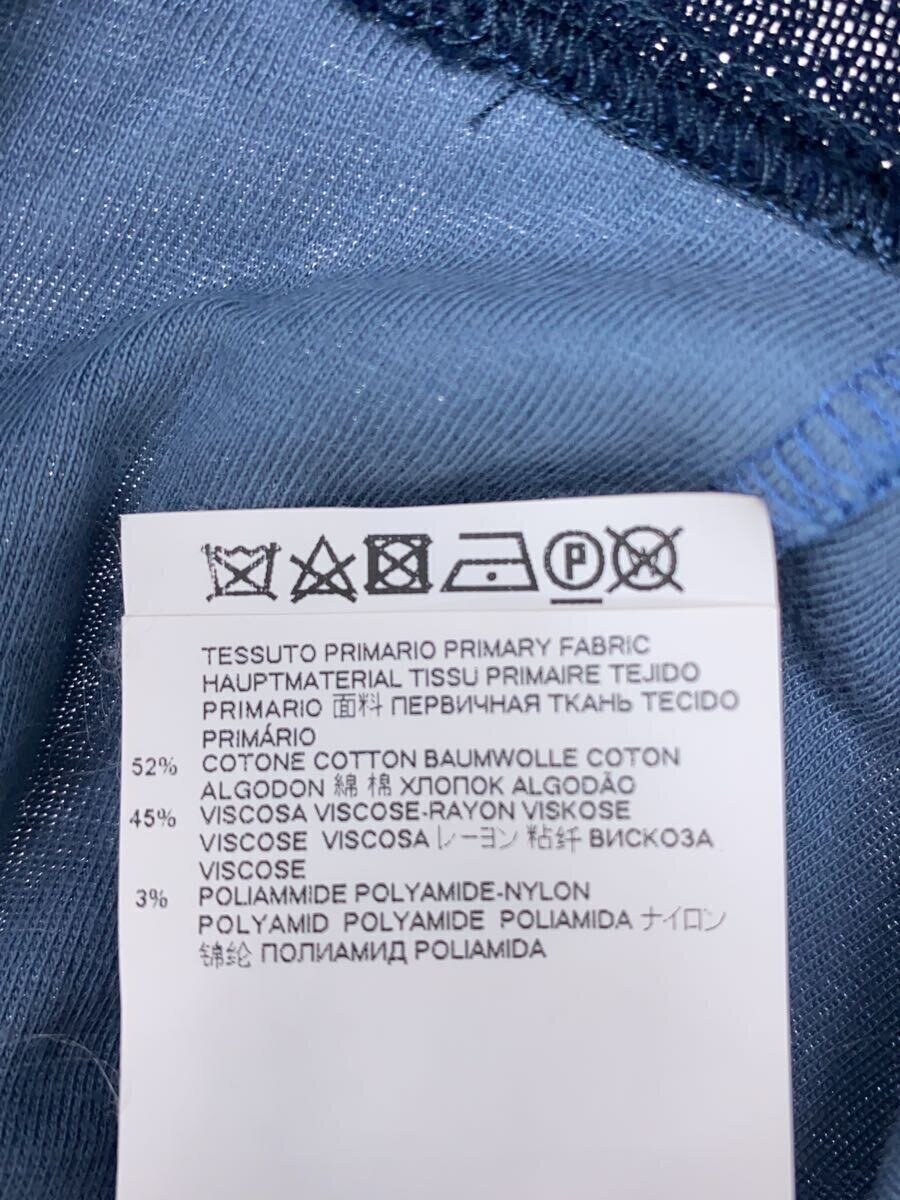 P
TESSUTO PRIMARIO PRIMARY FABRIC
HAUPTMATERIAL TISSU PRIMAIRE TEJIDO
PRIMARIO 面料 ПЕРВИЧНАЯ ТКАНЬ TECIDO
PRIMÁRIO
52% COTONE COTTON BAUMWOLLE COTON
ALGODON 綿 棉 ХЛОПОК ALGODÃO
45% VISCOSA VISCOSE-RAYON VISKOSE
VISCOSE VISCOSA レーヨン 粘纤 ВИСКОЗА
VISCOSE
3% POLIAMMIDE POLYAMIDE-NYLON
POLYAMID POLYAMIDE POLIAMIDA ナイロン
锦纶 ПОЛИАМИД POLIAMIDA